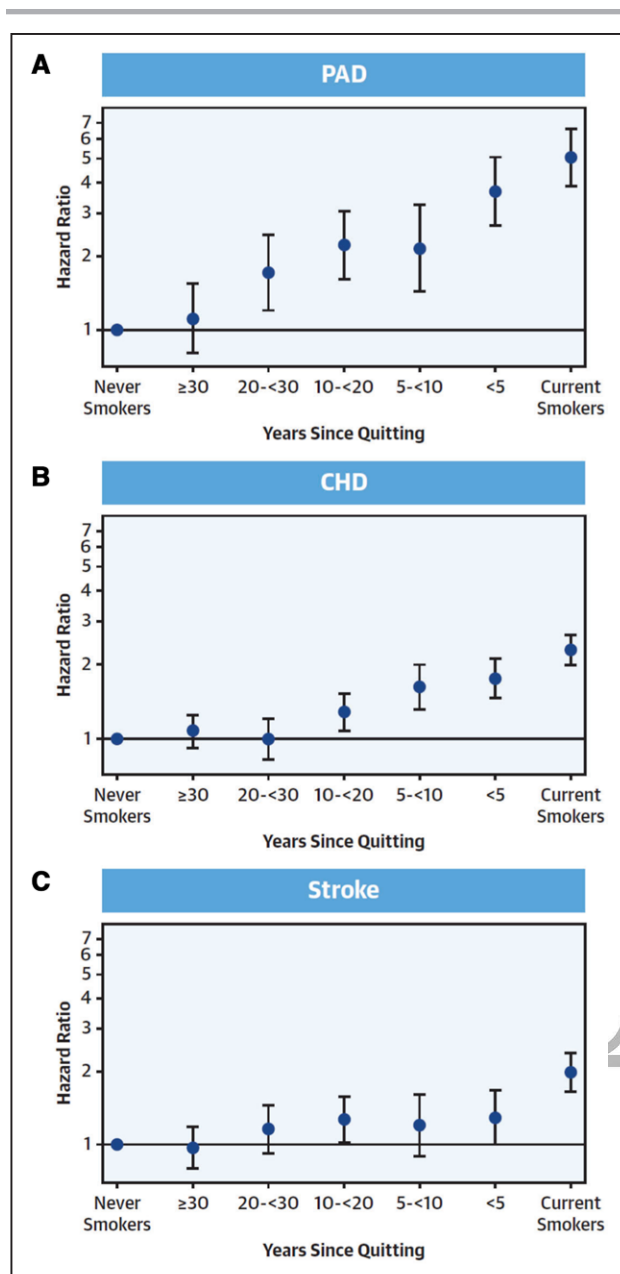 A
PAD
Hazard Ratio
7
6
5
4
3
2
1
Never Smokers
≥30
20-<30
10-<20
5-<10
<5
Current Smokers
Years Since Quitting
B
CHD
Hazard Ratio
7
6
5
4
3
2
1
Never Smokers
≥30
20-<30
10-<20
5-<10
<5
Current Smokers
Years Since Quitting
C
Stroke
Hazard Ratio
7
6
5
4
3
2
1
Never Smokers
≥30
20-<30
10-<20
5-<10
<5
Current Smokers
Years Since Quitting